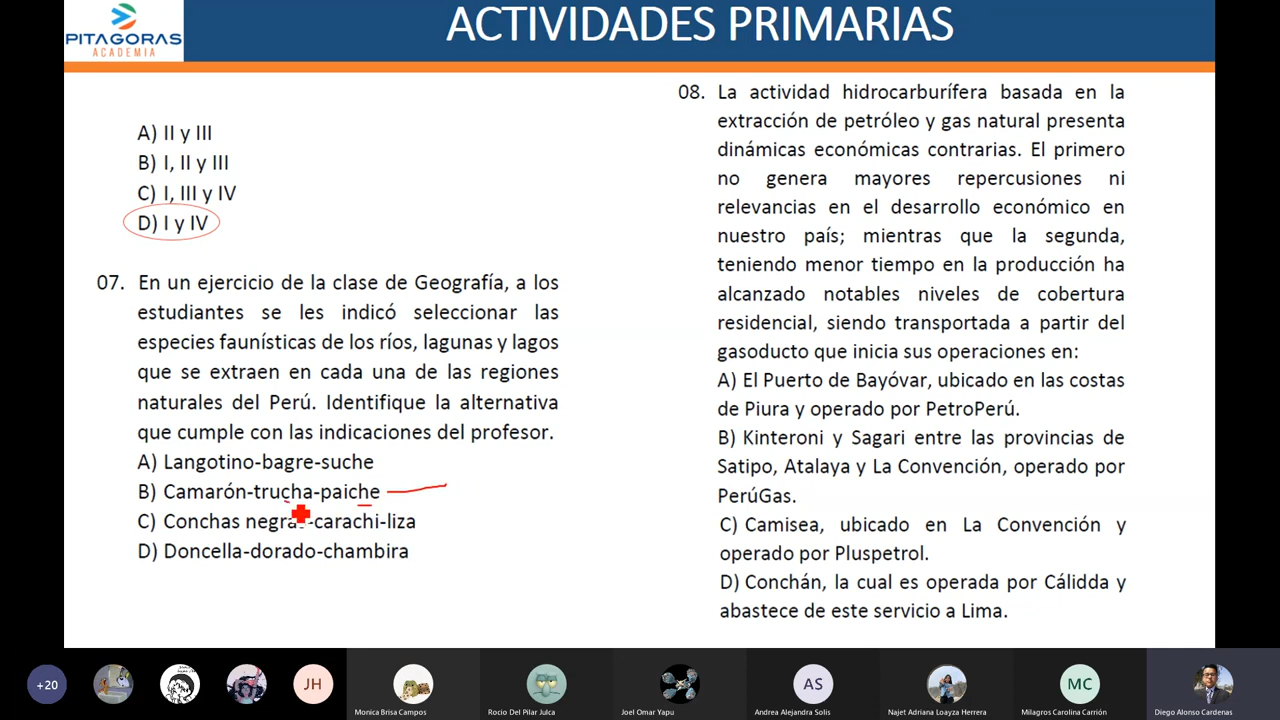 PITAGORAS
ACADEMIA
ACTIVIDADES PRIMARIAS
A) II y III
B) I, II y III
C) I, III y IV
D) I y IV
07. En un ejercicio de la clase de Geografía, a los
estudiantes se les indicó seleccionar las
especies faunísticas de los ríos, lagunas y lagos
que se extraen en cada una de las regiones
naturales del Perú. Identifique la alternativa
que cumple con las indicaciones del profesor.
A) Langotino-bagre-suche
B) Camarón-trucha-paiche
C) Conchas negras-carachi-liza
D) Doncella-dorado-chambira
08. La actividad hidrocarburífera basada en la
extracción de petróleo y gas natural presenta
dinámicas económicas contrarias. El primero
no genera mayores repercusiones ni
relevancias en el desarrollo económico en
nuestro país; mientras que la segunda,
teniendo menor tiempo en la producción ha
alcanzado notables niveles de cobertura
residencial, siendo transportada a partir del
gasoducto que inicia sus operaciones en:
A) El Puerto de Bayóvar, ubicado en las costas
de Piura y operado por PetroPerú.
B) Kinteroni y Sagari entre las provincias de
Satipo, Atalaya y La Convención, operado por
PerúGas.
C) Camisea, ubicado en La Convención y
operado por Pluspetrol.
D) Conchán, la cual es operada por Cálidda y
abastece de este servicio a Lima.
+20
JH
Monica Brisa Campos
Rocio Del Pilar Julca
Joel Omar Yapu
AS
Andrea Alejandra Solis
Najet Adriana Loayza Herrera
MC
Milagros Carolina Carrión
Diego Alonso Cardenas